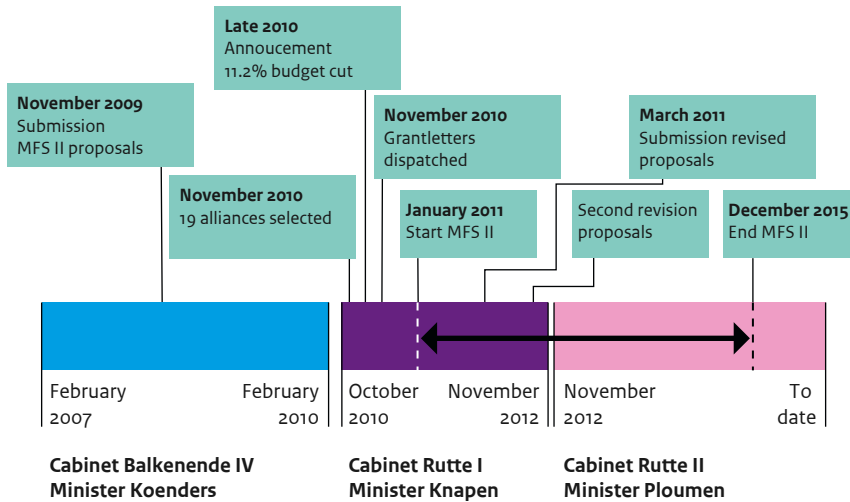 Late 2010
Annoucement
11.2% budget cut
November 2009
Submission
MFS II proposals
November 2010
Grantletters
dispatched
March 2011
Submission revised
proposals
November 2010
19 alliances selected
January 2011
Start MFS II
Second revision
proposals
December 2015
End MFS II
February
2007
February
2010
October
2010
November
2012
November
2012
To
date
Cabinet Balkenende IV
Minister Koenders
Cabinet Rutte I
Minister Knapen
Cabinet Rutte II
Minister Ploumen